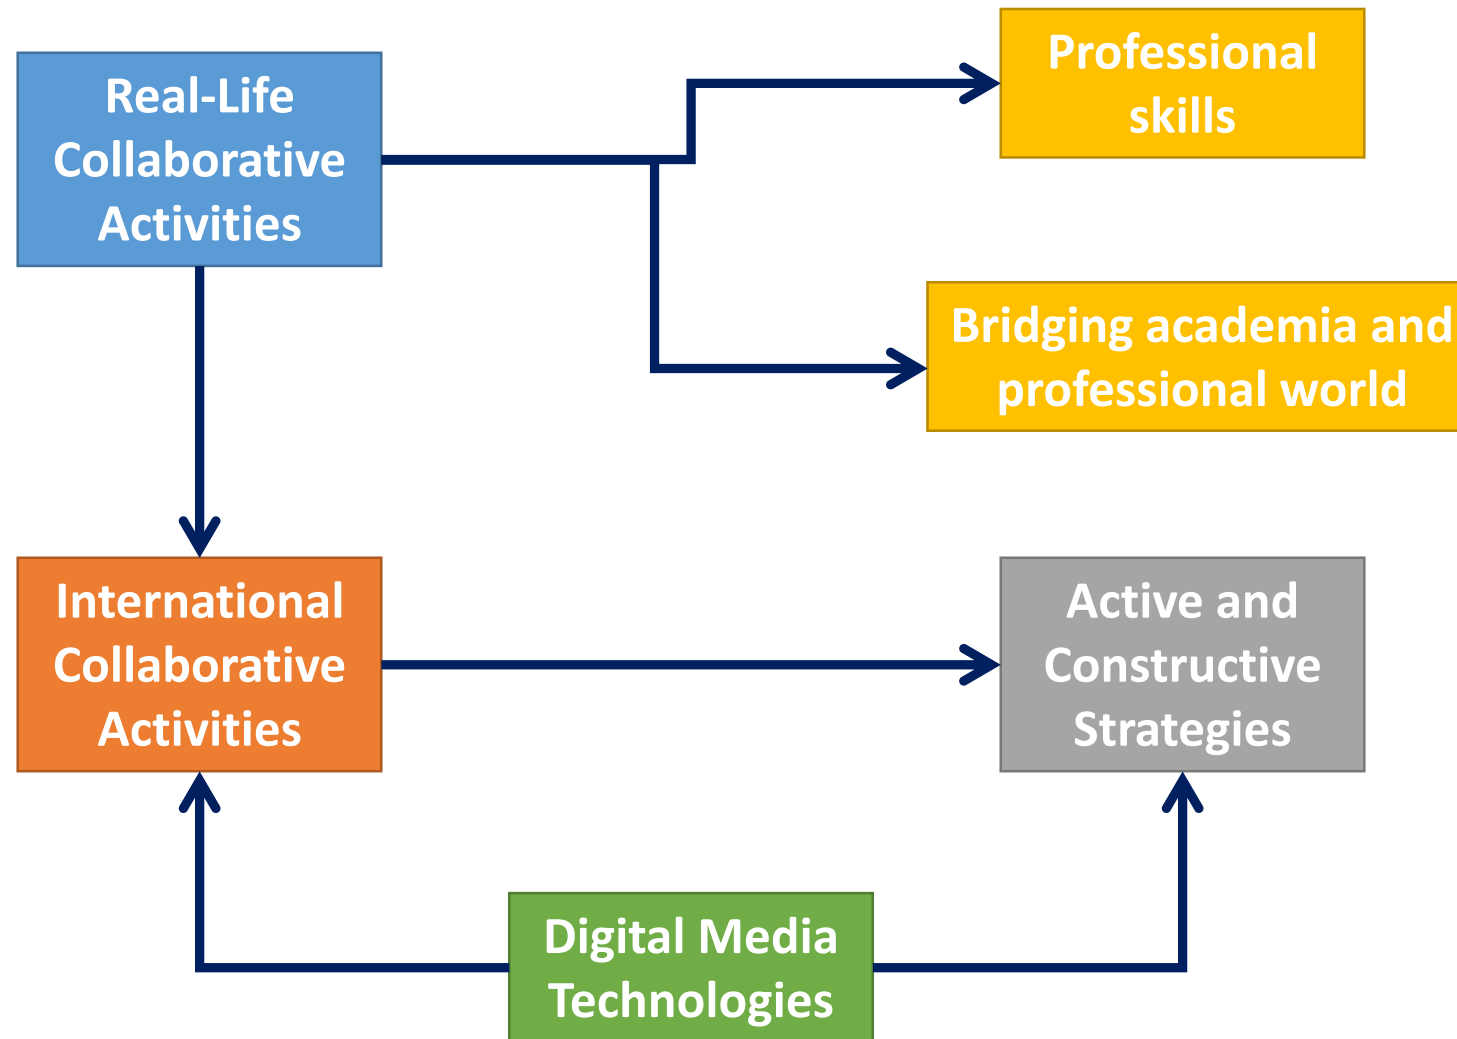 Real-Life
Collaborative
Activities
Professional
skills
Bridging academia and
professional world
International
Collaborative
Activities
Active and
Constructive
Strategies
Digital Media
Technologies